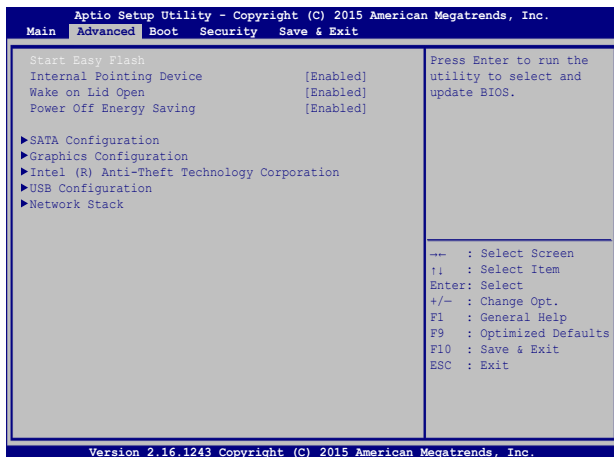 Aptio Setup Utility - Copyright (C) 2015 American Megatrends, Inc.
Main Advanced Boot Security Save & Exit
Start Easy Flash
Internal Pointing Device [Enabled]
Wake on Lid Open [Enabled]
Power Off Energy Saving [Enabled]
▶SATA Configuration
▶Graphics Configuration
▶Intel (R) Anti-Theft Technology Corporation
▶USB Configuration
▶Network Stack
Press Enter to run the
utility to select and
update BIOS.
→← : Select Screen
↑↓ : Select Item
Enter: Select
+/— : Change Opt.
F1 : General Help
F9 : Optimized Defaults
F10 : Save & Exit
ESC : Exit
Version 2.16.1243 Copyright (C) 2015 American Megatrends, Inc.